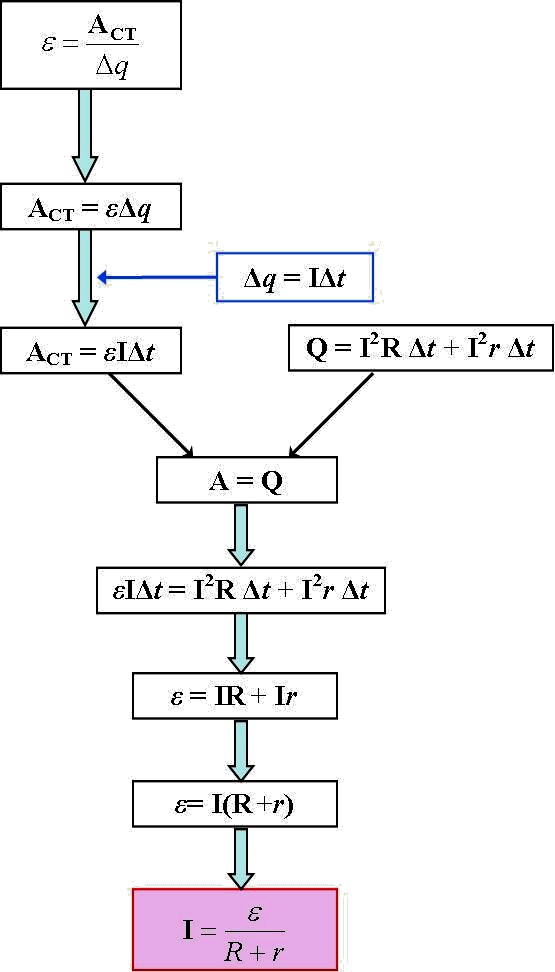 ε = A_CT / Δq
A_CT = εΔq
Δq = IΔt
A_CT = εIΔt
Q = I²R Δt + I²r Δt
A = Q
εIΔt = I²R Δt + I²r Δt
ε = IR + Ir
ε= I(R+r)
I = ε / R + r